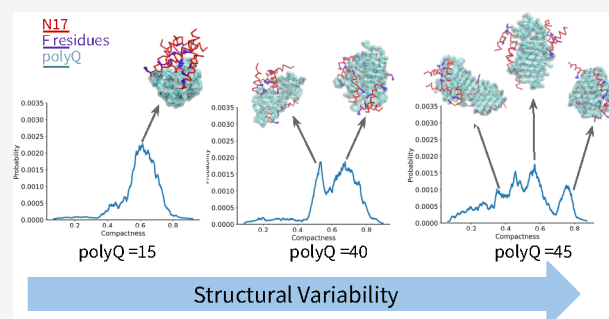 N17
F residues
polyQ
0.0035
0.0030
0.0025
0.0020
0.0015
0.0010
0.0005
0.0000
Probability
0.2 0.4 0.6 0.8
Compactness
polyQ =15
0.0035
0.0030
0.0025
0.0020
0.0015
0.0010
0.0005
0.0000
Probability
0.2 0.4 0.6 0.8
Compactness
polyQ =40
0.0035
0.0030
0.0025
0.0020
0.0015
0.0010
0.0005
0.0000
Probability
0.2 0.4 0.6 0.8
Compactness
polyQ =45
Structural Variability